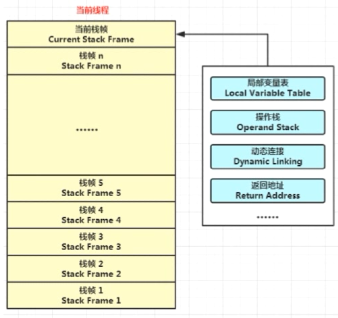 当前线程
当前栈帧
Current Stack Frame
栈帧 n
Stack Frame n
……
栈帧 5
Stack Frame 5
栈帧 4
Stack Frame 4
栈帧 3
Stack Frame 3
栈帧 2
Stack Frame 2
栈帧 1
Stack Frame 1
局部变量表
Local Variable Table
操作栈
Operand Stack
动态连接
Dynamic Linking
返回地址
Return Address
……